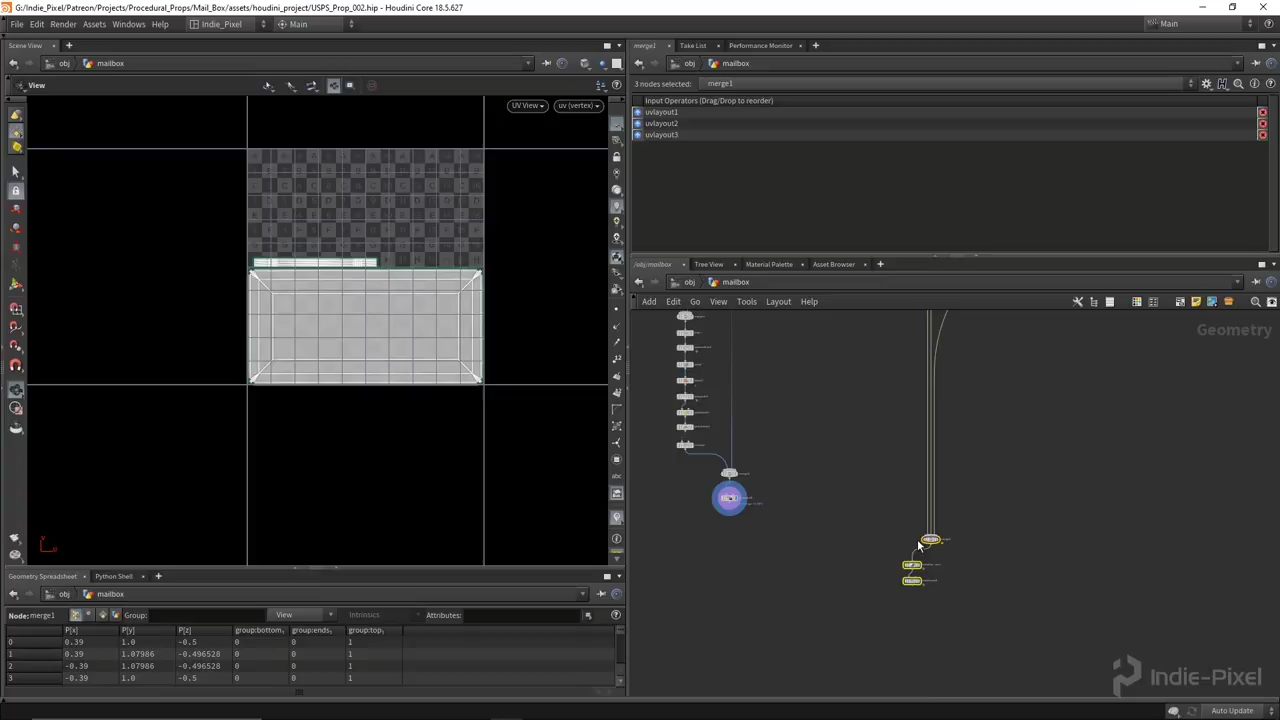 G:/Indie_Pixel/Patreon/Projects/Procedural_Props/Mail_Box/assets/houdini_project/USPS_Prop_002.hip - Houdini Core 18.5.627
File Edit Render Assets Windows Help Indie_Pixel Main Main
Scene View
obj mailbox
View
UV View uv (vertex)
merge1 Take List Performance Monitor
obj mailbox
3 nodes selected: merge1
Input Operators (Drag/Drop to reorder)
uvlayout1
uvlayout2
uvlayout3
/obj/mailbox Tree View Material Palette Asset Browser
obj mailbox
Add Edit Go View Tools Layout Help
Geometry
abc
Geometry Spreadsheet Python Shell
obj mailbox
Node: merge1 Group: View Intrinsics Attributes:
P[x] P[y] P[z] group:bottom group:ends group:top
0 0.39 1.0 -0.5 0 0 1
1 0.39 1.07986 -0.496528 0 0 1
2 -0.39 1.07986 -0.496528 0 0 1
3 -0.39 1.0 -0.5 0 0 1
Indie-Pixel
Auto Update